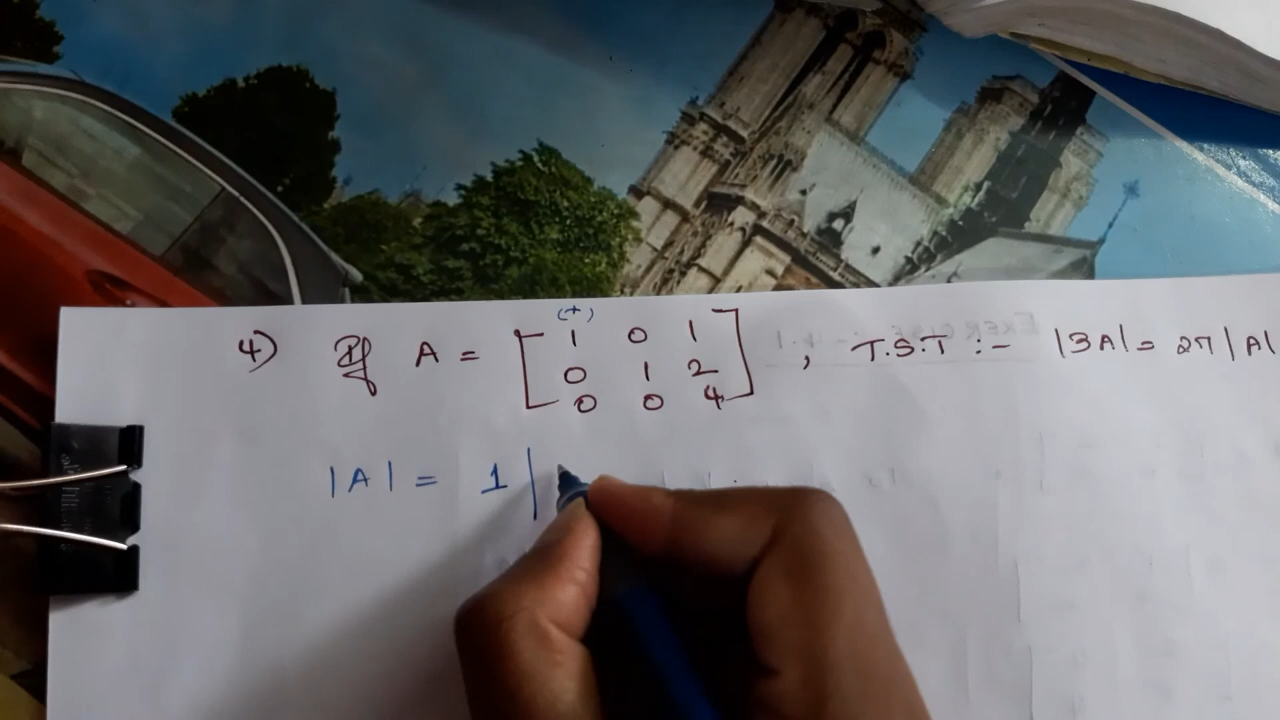 (+)
4) If A = [ 1 0 1 , T.S.T :- |3A| = 27 |A|
0 1 2
0 0 4 ]
|A| = 1 |